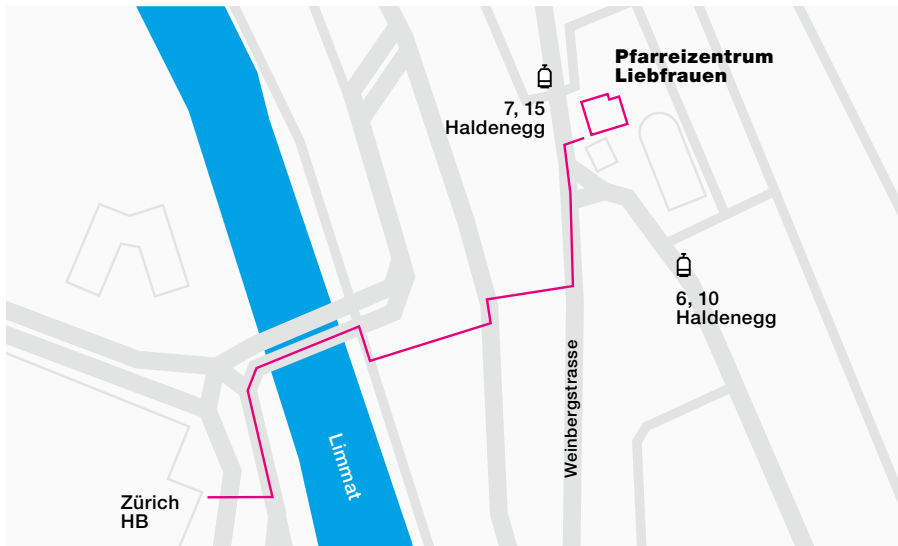 Pfarreizentrum
Liebfrauen
7, 15
Haldenegg
6, 10
Haldenegg
Weinbergstrasse
Limmat
Zürich
HB